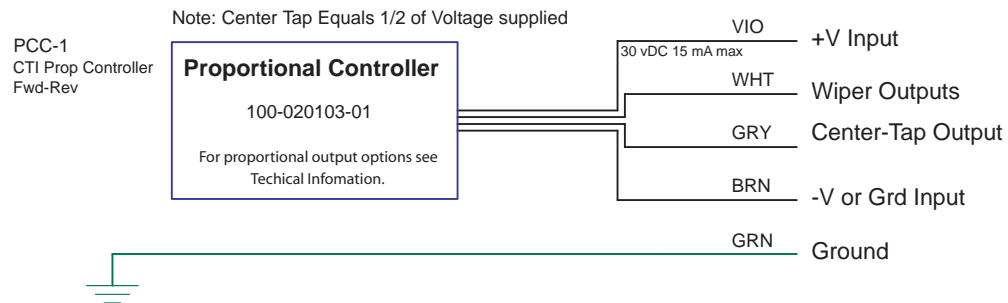 Note: Center Tap Equals 1/2 of Voltage supplied
PCC-1
CTI Prop Controller
Fwd-Rev
Proportional Controller
100-020103-01
For proportional output options see
Techical Infomation.
VIO
+V Input
30 vDC 15 mA max
WHT
Wiper Outputs
GRY
Center-Tap Output
BRN
-V or Grd Input
GRN
Ground